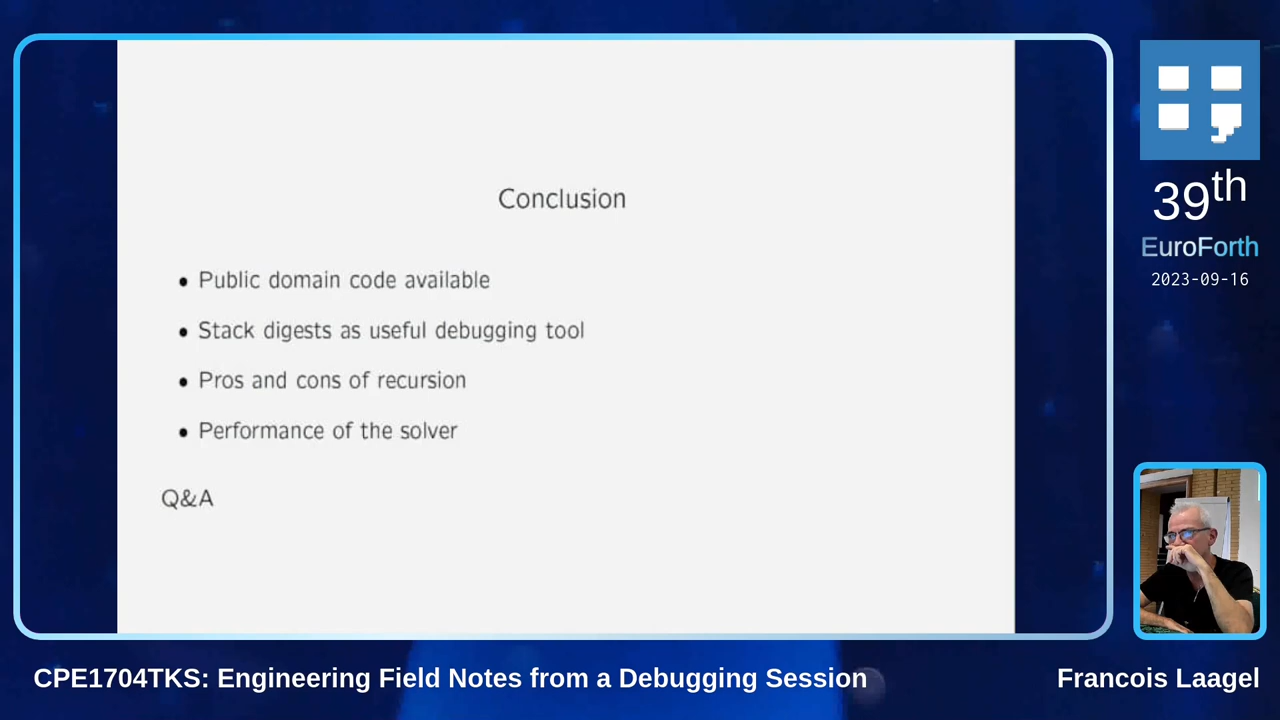 Conclusion
• Public domain code available
• Stack digests as useful debugging tool
• Pros and cons of recursion
• Performance of the solver
Q&A
39th
EuroForth
2023-09-16
CPE1704TKS: Engineering Field Notes from a Debugging Session
Francois Laagel